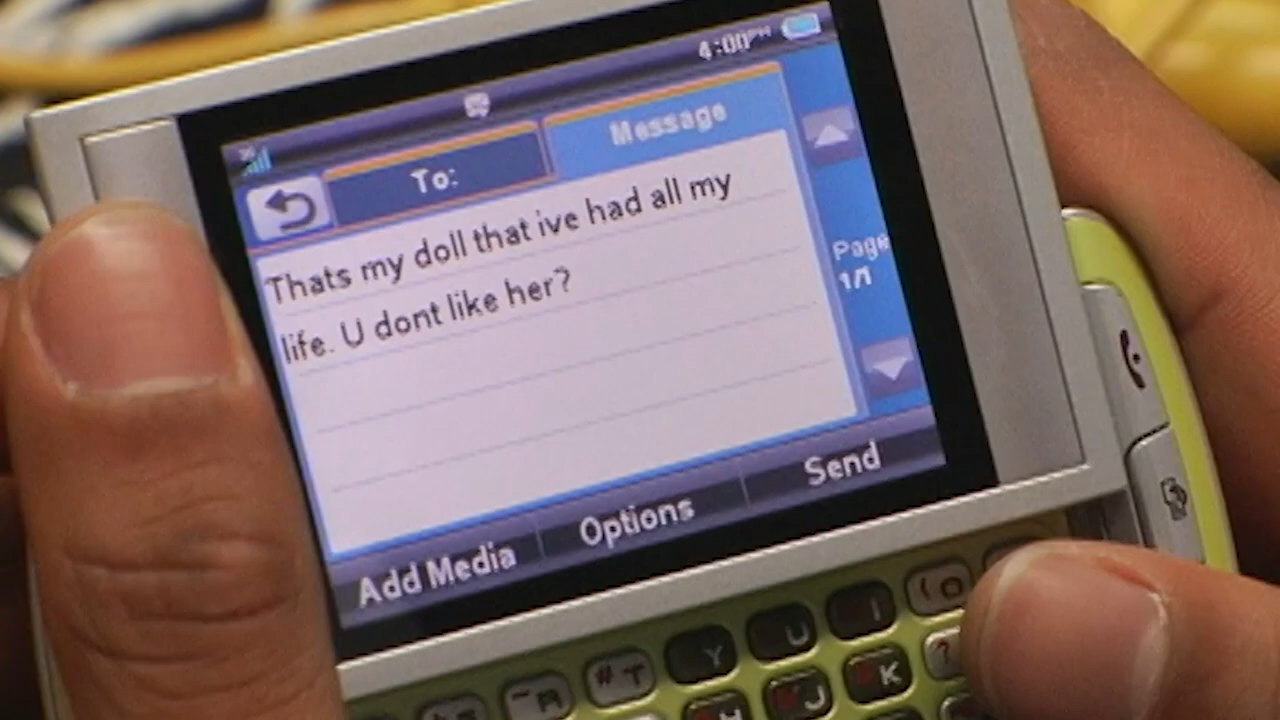 4:00PM
To:
Message
Thats my doll that ive had all my
life. U dont like her?
Page
1/1
Add Media
Options
Send
I
U
Y
# T
K
J